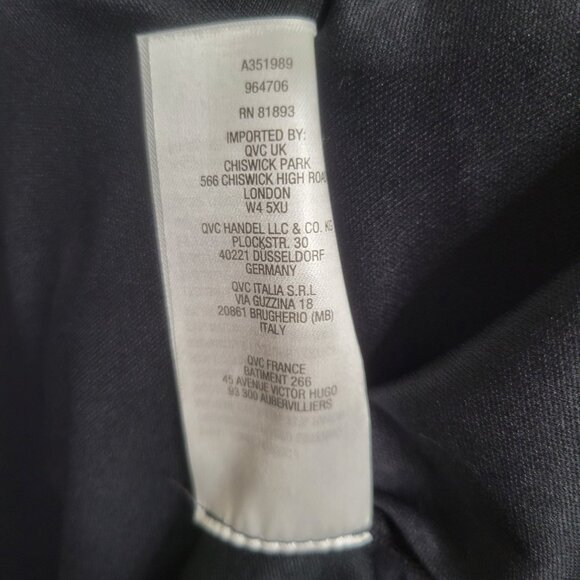 A351989
964706
RN 81893
IMPORTED BY:
QVC UK
CHISWICK PARK
566 CHISWICK HIGH ROAD
LONDON
W4 5XU
QVC HANDEL LLC & CO. KG
PLOCKSTR. 30
40221 DÜSSELDORF
GERMANY
QVC ITALIA S.R.L
VIA GUZZINA 18
20861 BRUGHERIO (MB)
ITALY
QVC FRANCE
BATIMENT 266
45 AVENUE VICTOR HUGO
93 300 AUBERVILLIERS